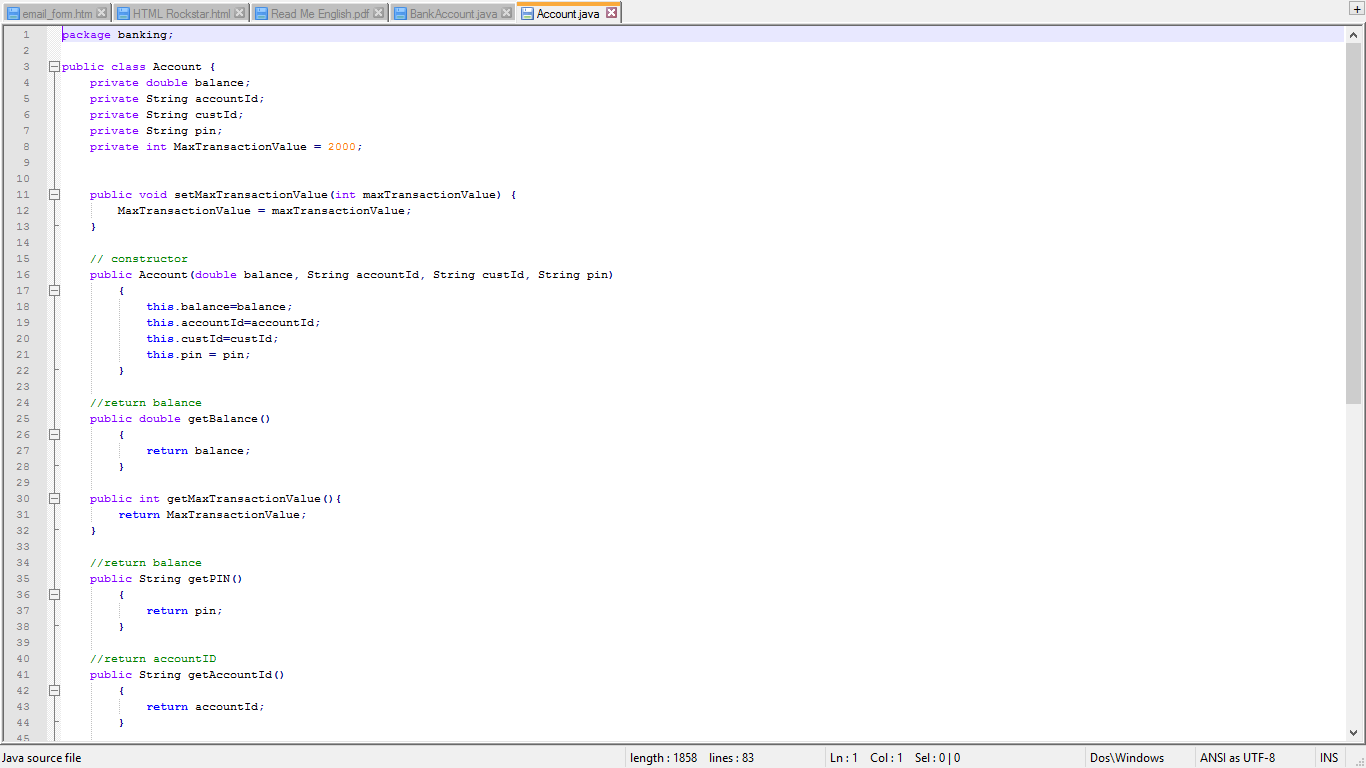 email_form.htm HTML Rockstar.html Read Me English.pdf BankAccount.java Account.java
1 package banking;
2
3 public class Account {
4 private double balance;
5 private String accountId;
6 private String custId;
7 private String pin;
8 private int MaxTransactionValue = 2000;
9
10
11 public void setMaxTransactionValue(int maxTransactionValue) {
12 MaxTransactionValue = maxTransactionValue;
13 }
14
15 // constructor
16 public Account(double balance, String accountId, String custId, String pin)
17 {
18 this.balance=balance;
19 this.accountId=accountId;
20 this.custId=custId;
21 this.pin = pin;
22 }
23
24 //return balance
25 public double getBalance()
26 {
27 return balance;
28 }
29
30 public int getMaxTransactionValue(){
31 return MaxTransactionValue;
32 }
33
34 //return balance
35 public String getPIN()
36 {
37 return pin;
38 }
39
40 //return accountID
41 public String getAccountId()
42 {
43 return accountId;
44 }
45
Java source file length : 1858 lines : 83 Ln : 1 Col : 1 Sel : 0 | 0 Dos\Windows ANSI as UTF-8 INS